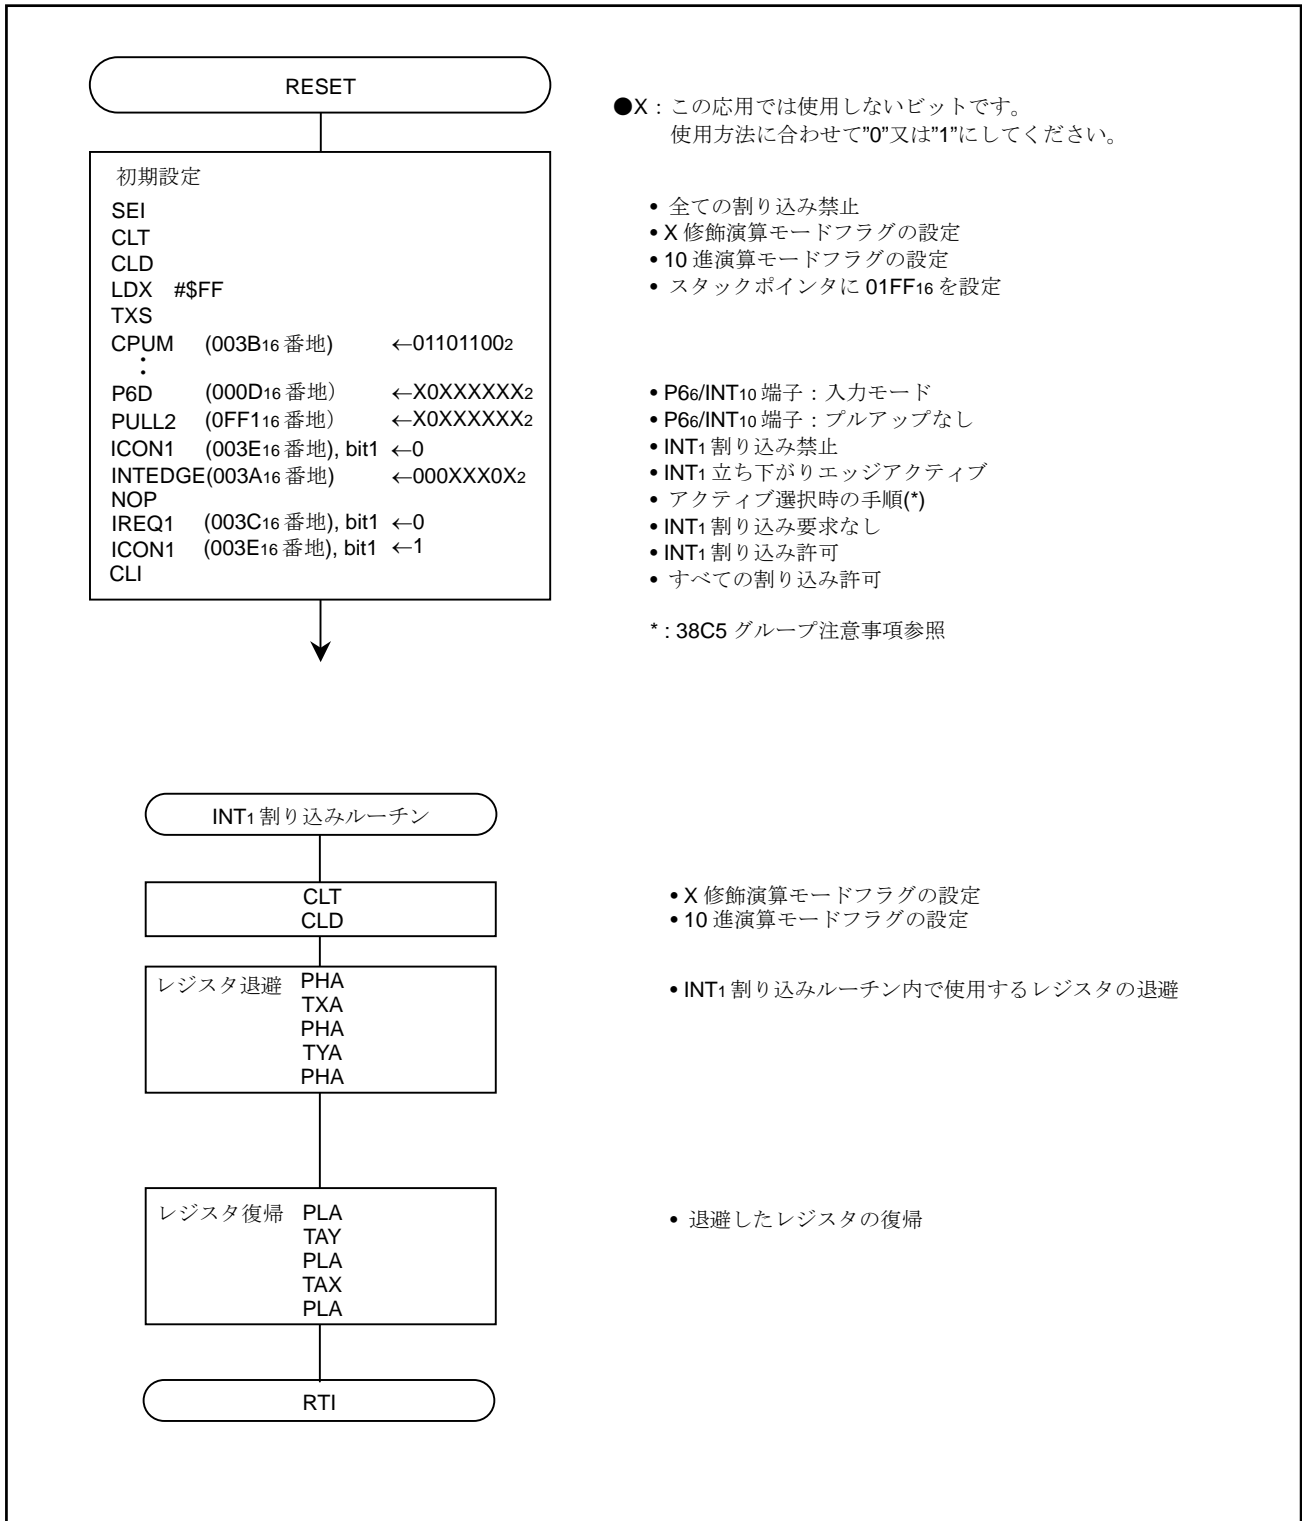 RESET
●X：この応用では使用しないビットです。
使用方法に合わせて”0”又は”1”にしてください。
初期設定
SEI • 全ての割り込み禁止
CLT • X 修飾演算モードフラグの設定
CLD • 10 進演算モードフラグの設定
LDX #$FF • スタックポインタに 01FF16 を設定
TXS
CPUM (003B16 番地) ←011011002
:
P6D (000D16 番地） ←X0XXXXXX2 • P66/INT10 端子：入力モード
PULL2 (0FF116 番地） ←X0XXXXXX2 • P66/INT10 端子：プルアップなし
ICON1 (003E16 番地), bit1 ←0 • INT1 割り込み禁止
INTEDGE(003A16 番地) ←000XXX0X2 • INT1 立ち下がりエッジアクティブ
NOP • アクティブ選択時の手順(*)
IREQ1 (003C16 番地), bit1 ←0 • INT1 割り込み要求なし
ICON1 (003E16 番地), bit1 ←1 • INT1 割り込み許可
CLI • すべての割り込み許可
* : 38C5 グループ注意事項参照
INT1 割り込みルーチン
CLT • X 修飾演算モードフラグの設定
CLD • 10 進演算モードフラグの設定
レジスタ退避 PHA • INT1 割り込みルーチン内で使用するレジスタの退避
TXA
PHA
TYA
PHA
レジスタ復帰 PLA • 退避したレジスタの復帰
TAY
PLA
TAX
PLA
RTI